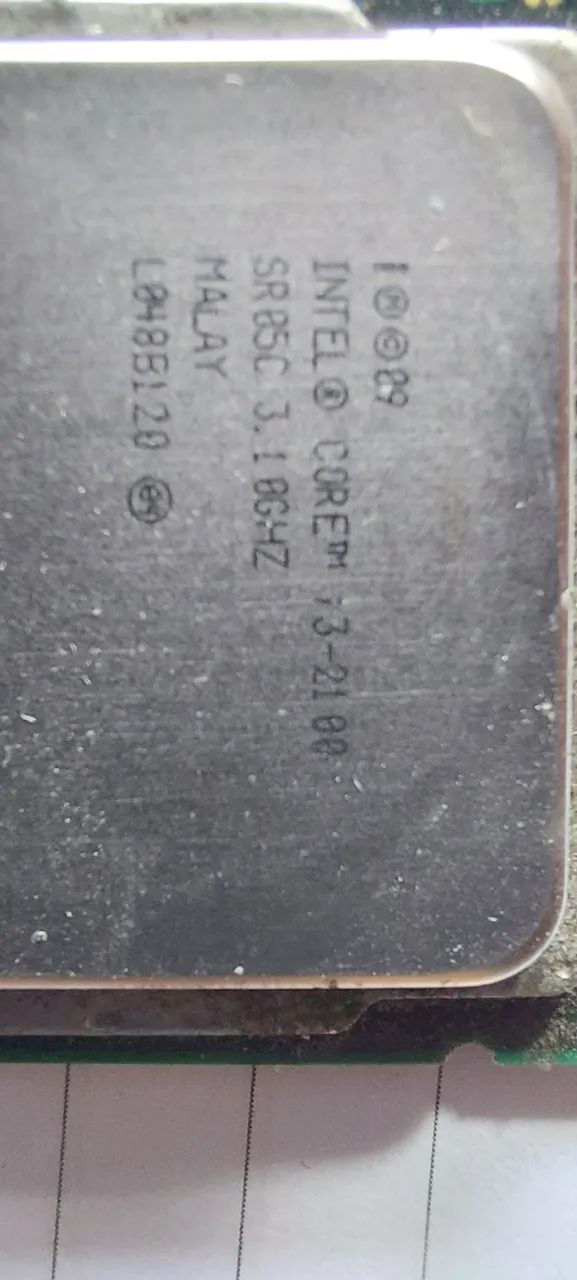 i Ⓜ©09
INTEL® CORE™ i3-2100
SR05C 3.10GHZ
MALAY
L048B120 ⓔ4